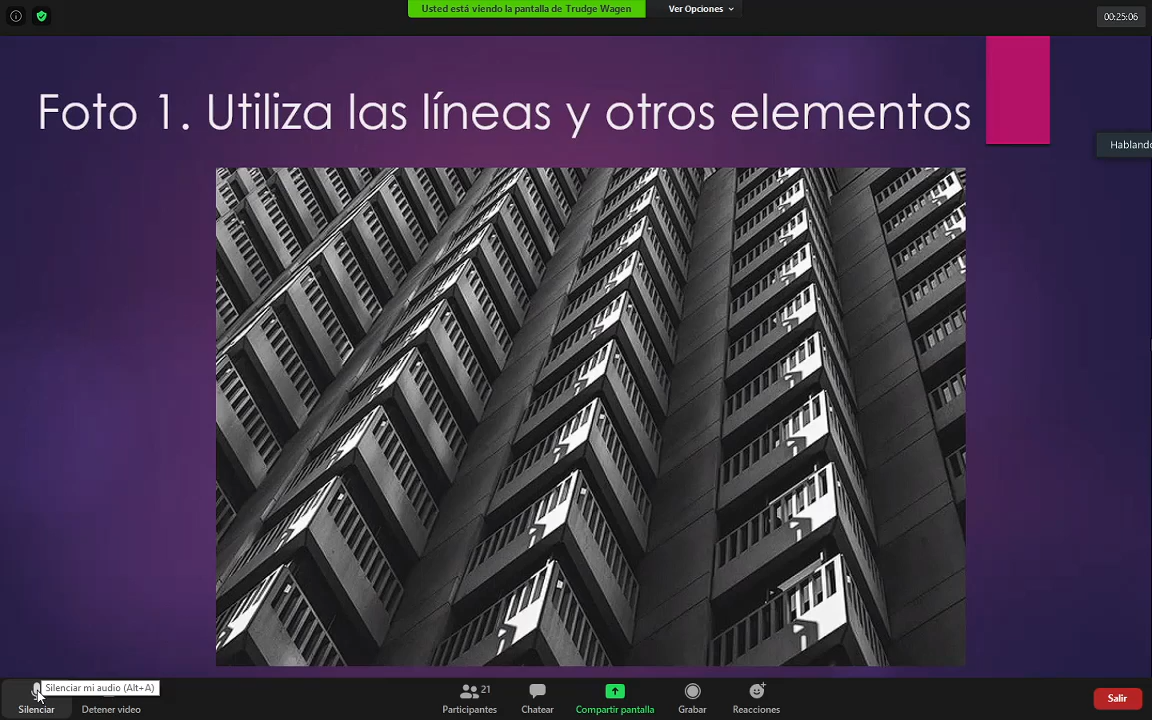 Usted está viendo la pantalla de Trudge Wagen
Ver Opciones
00:25:06
Foto 1. Utiliza las líneas y otros elementos
Hablando
Silenciar mi audio (Alt+A)
Silenciar
Detener video
21
Participantes
Chatear
Compartir pantalla
Grabar
Reacciones
Salir